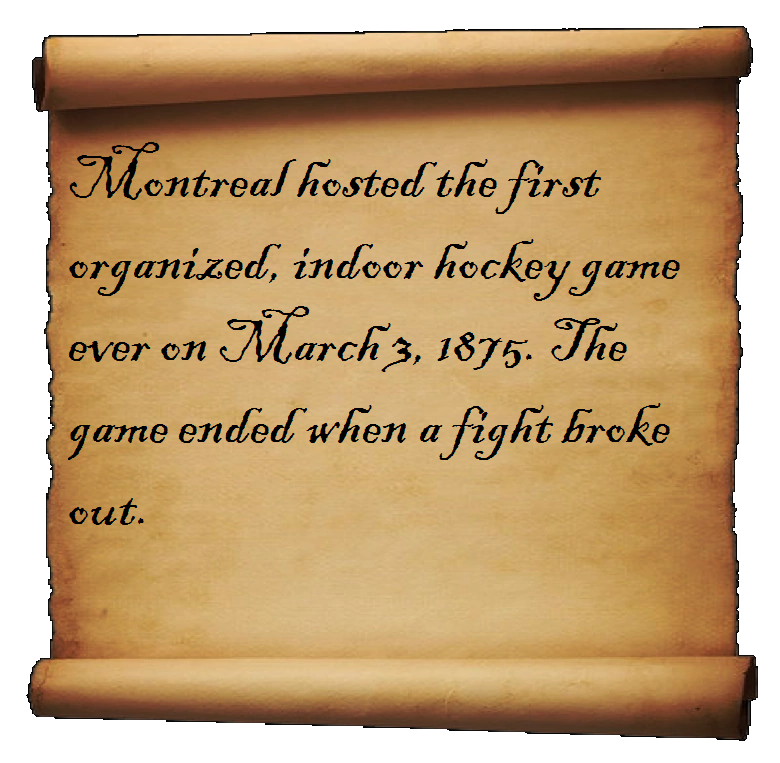 Montreal hosted the first
organized, indoor hockey game
ever on March 3, 1875. The
game ended when a fight broke
out.